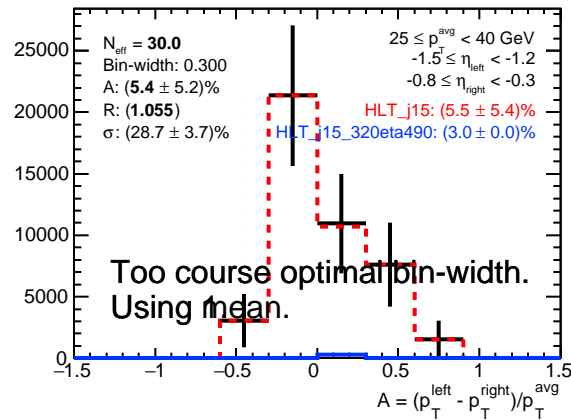 N_eff = 30.0
Bin-width: 0.300
A: (5.4 ± 5.2)%
R: (1.055)
σ: (28.7 ± 3.7)%
25 ≤ p_T^avg < 40 GeV
-1.5 ≤ η_left < -1.2
-0.8 ≤ η_right < -0.3
HLT_j15: (5.5 ± 5.4)%
HLT_j15_320eta490: (3.0 ± 0.0)%
25000
20000
15000
10000
5000
0
Too course optimal bin-width.
Using mean.
−1.5 −1 −0.5 0 0.5 1 1.5
A = (p_T^left - p_T^right)/p_T^avg